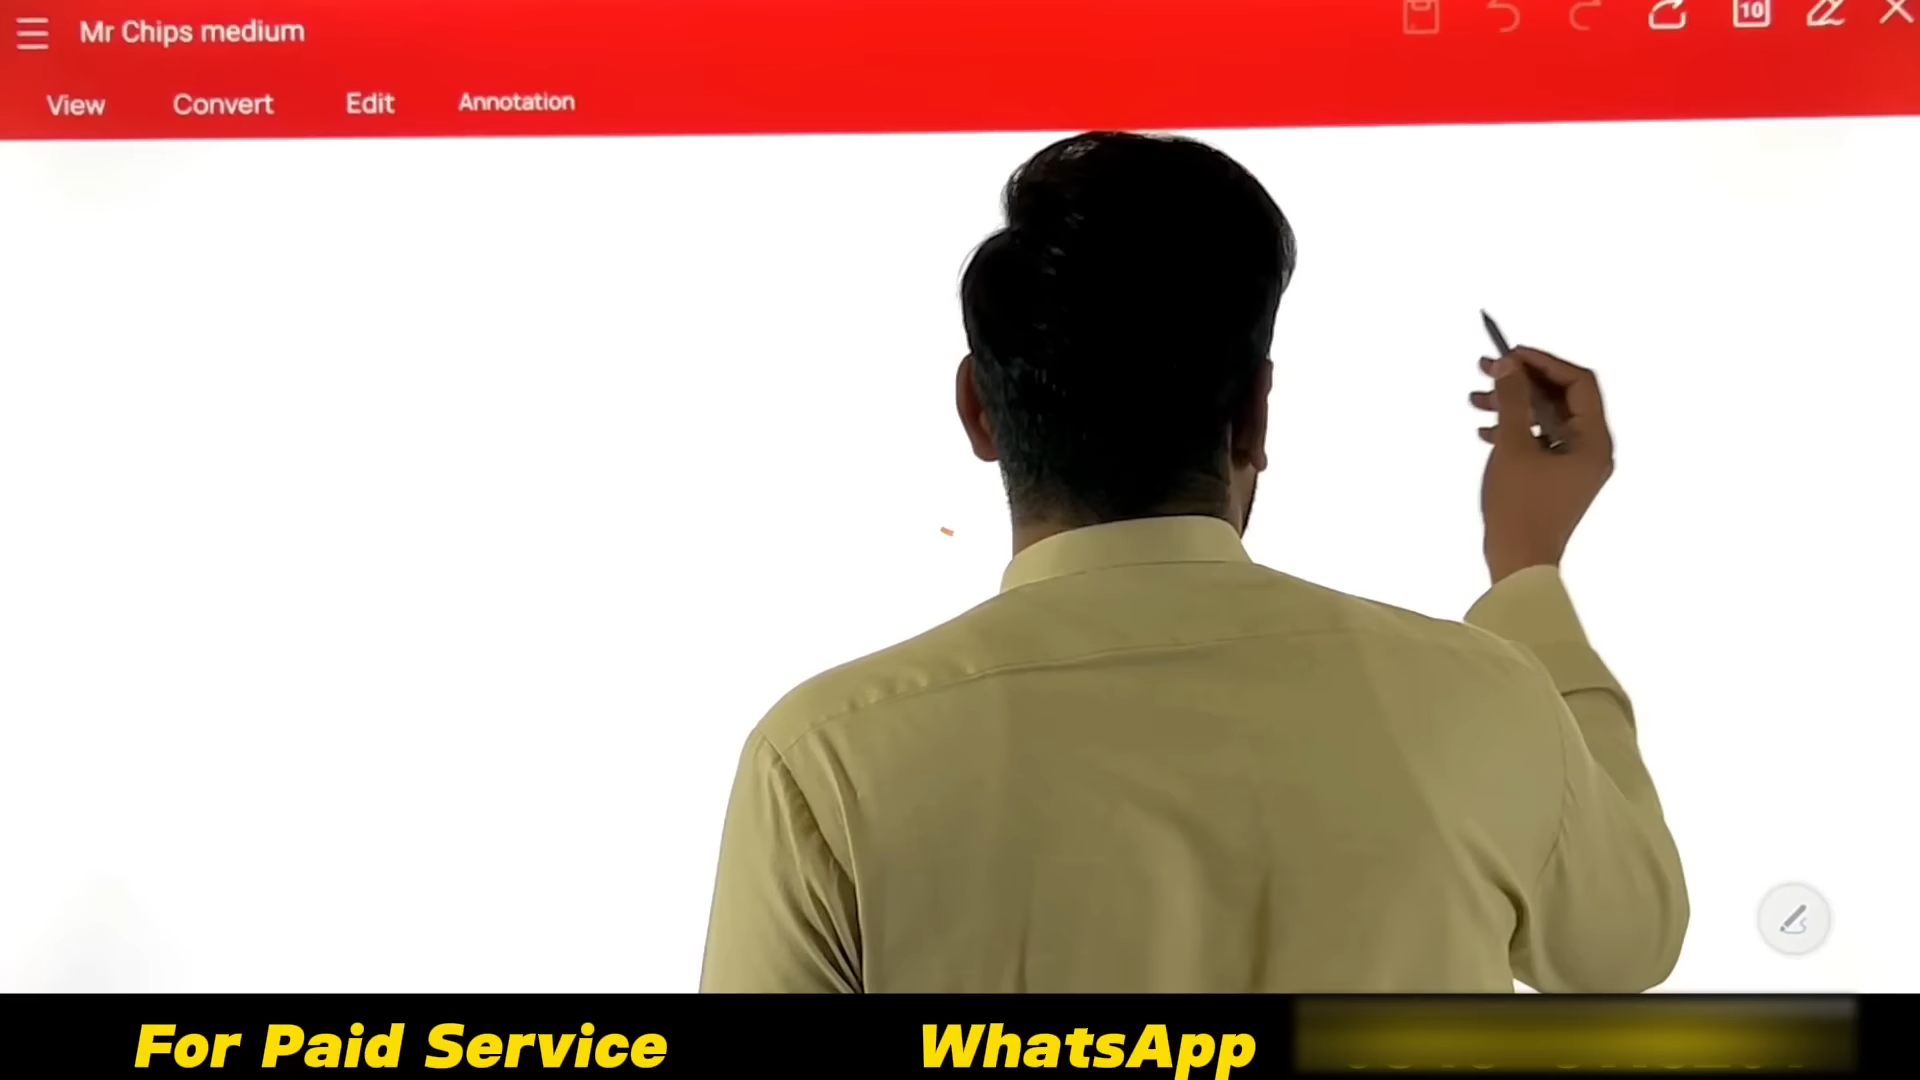 Mr Chips medium
10
View Convert Edit Annotation
For Paid Service WhatsApp